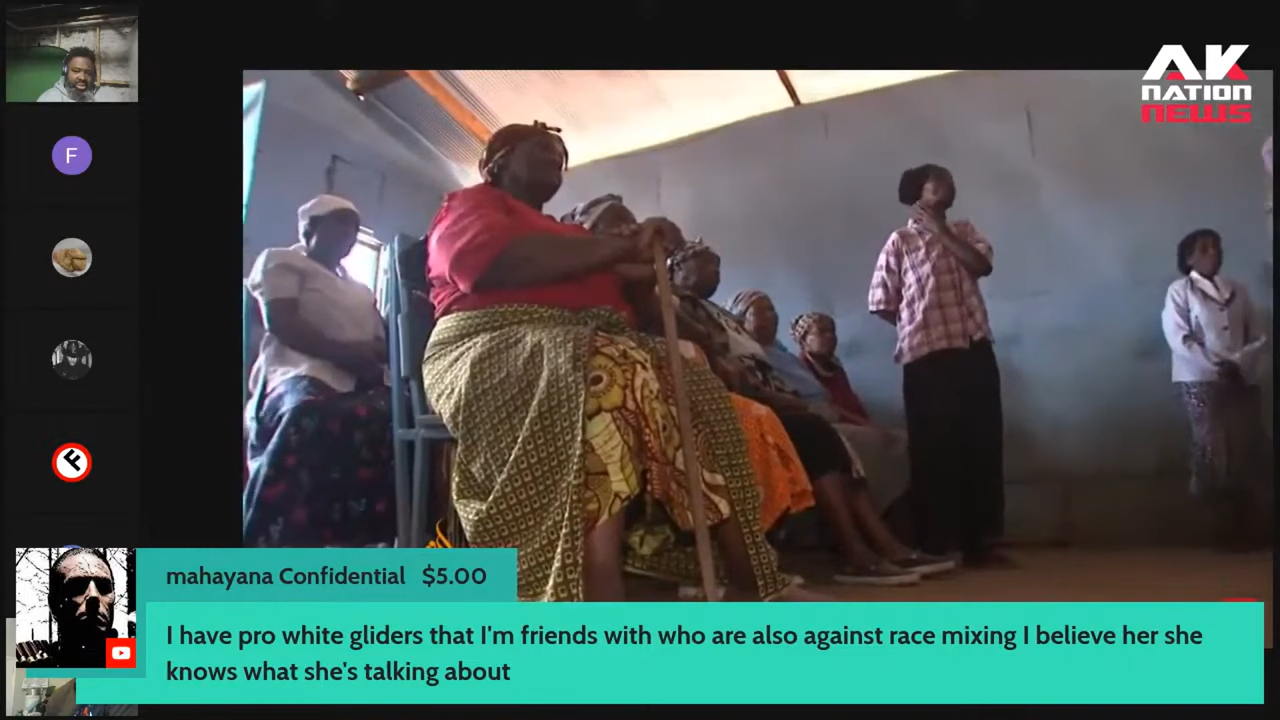 AK
NATION
NEWS
F
F
mahayana Confidential $5.00
I have pro white gliders that I'm friends with who are also against race mixing I believe her she
knows what she's talking about